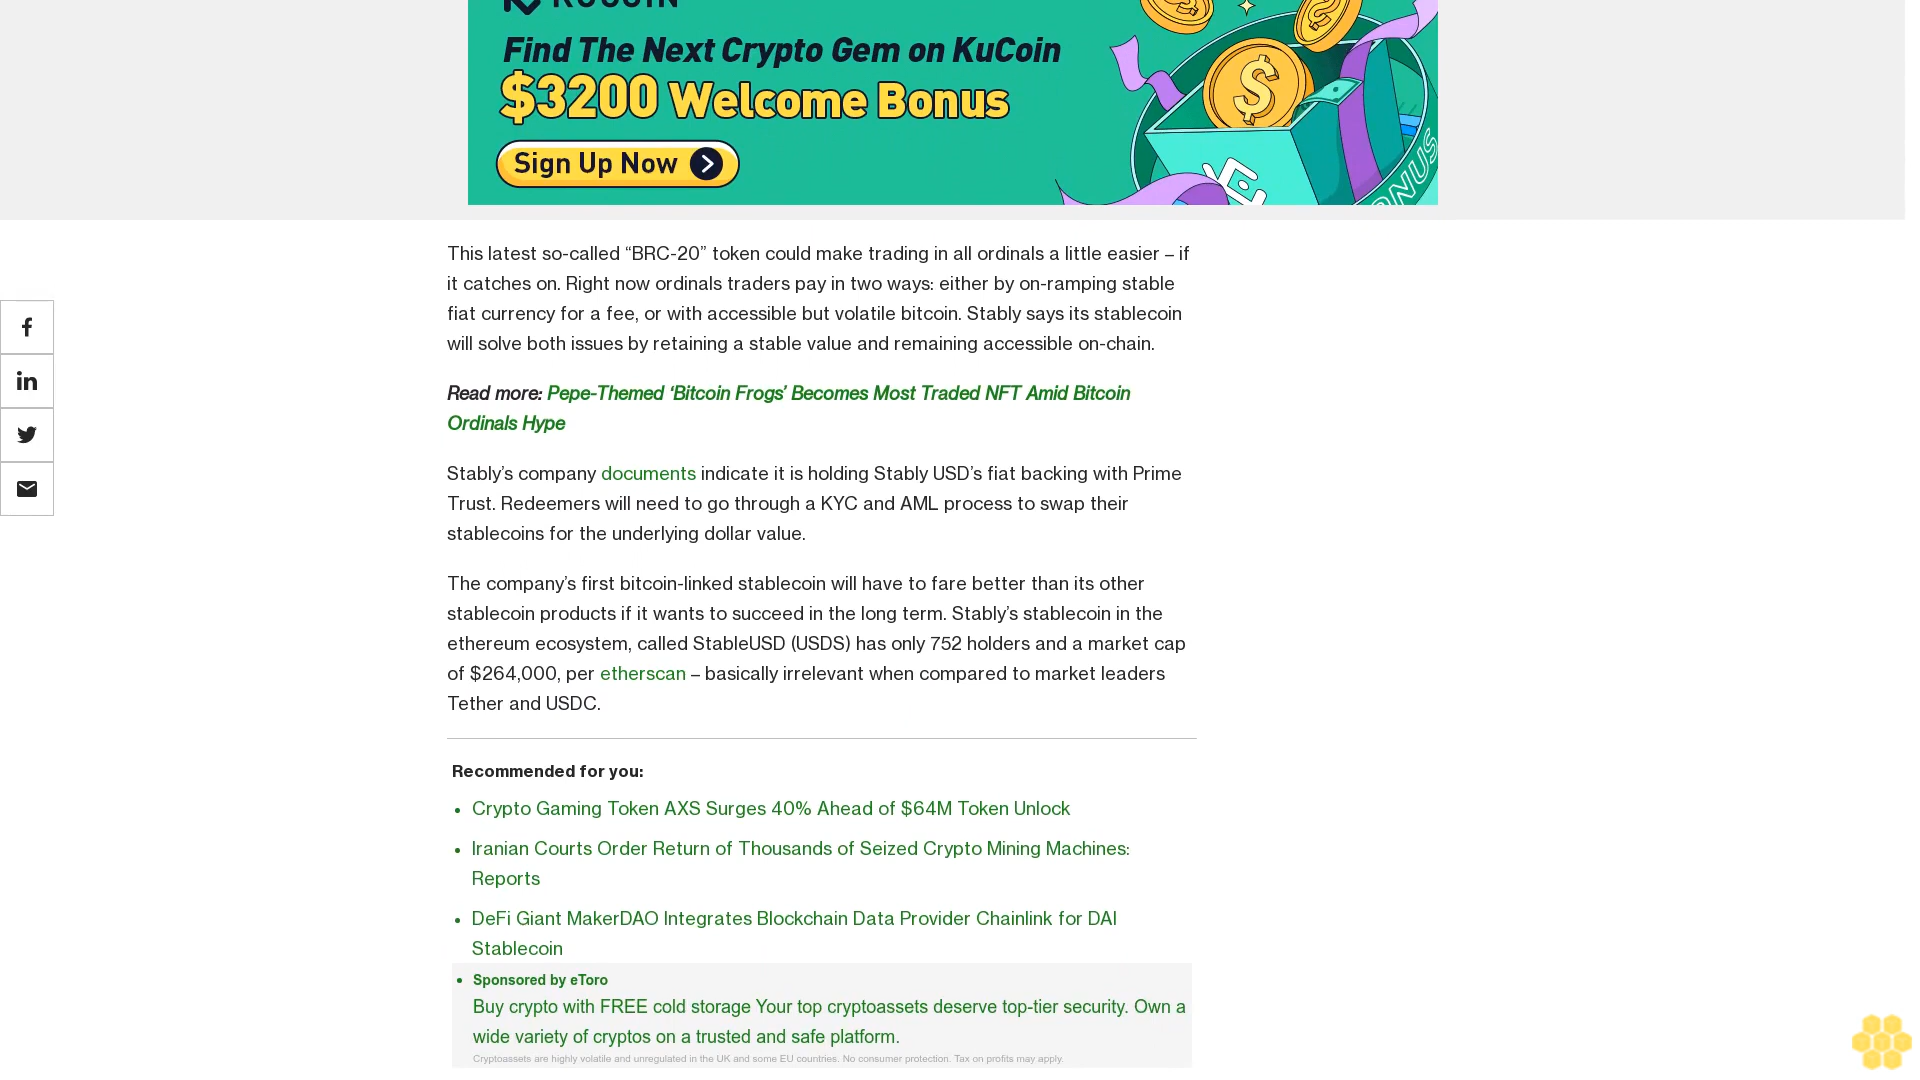 KUCOIN
Find The Next Crypto Gem on KuCoin
$3200 Welcome Bonus
Sign Up Now
BONUS
This latest so-called “BRC-20” token could make trading in all ordinals a little easier – if
it catches on. Right now ordinals traders pay in two ways: either by on-ramping stable
fiat currency for a fee, or with accessible but volatile bitcoin. Stably says its stablecoin
will solve both issues by retaining a stable value and remaining accessible on-chain.
Read more: Pepe-Themed ‘Bitcoin Frogs’ Becomes Most Traded NFT Amid Bitcoin
Ordinals Hype
Stably’s company documents indicate it is holding Stably USD’s fiat backing with Prime
Trust. Redeemers will need to go through a KYC and AML process to swap their
stablecoins for the underlying dollar value.
The company’s first bitcoin-linked stablecoin will have to fare better than its other
stablecoin products if it wants to succeed in the long term. Stably’s stablecoin in the
ethereum ecosystem, called StableUSD (USDS) has only 752 holders and a market cap
of $264,000, per etherscan – basically irrelevant when compared to market leaders
Tether and USDC.
Recommended for you:
• Crypto Gaming Token AXS Surges 40% Ahead of $64M Token Unlock
• Iranian Courts Order Return of Thousands of Seized Crypto Mining Machines:
Reports
• DeFi Giant MakerDAO Integrates Blockchain Data Provider Chainlink for DAI
Stablecoin
• Sponsored by eToro
Buy crypto with FREE cold storage Your top cryptoassets deserve top-tier security. Own a
wide variety of cryptos on a trusted and safe platform.
Cryptoassets are highly volatile and unregulated in the UK and some EU countries. No consumer protection. Tax on profits may apply.